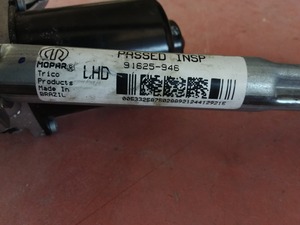 PASSED INSP
MOPAR®
LHD
91625-946
Trico
Products
Made In
BRAZIL